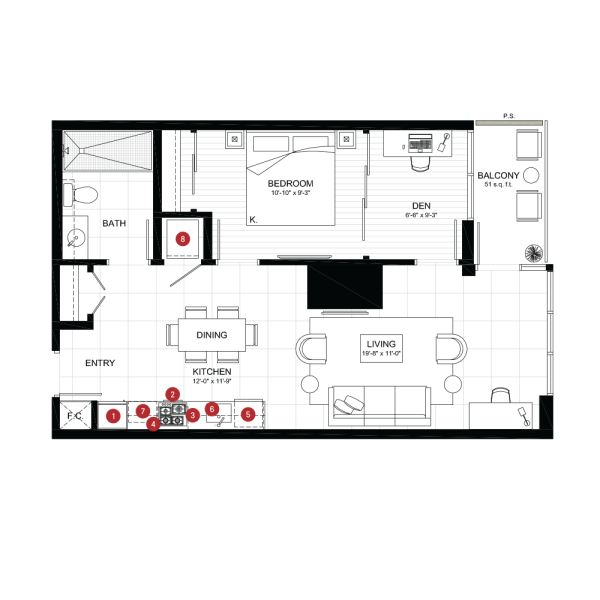 P.S.
BEDROOM
10'-10" x 9'-3"
BALCONY
51 s.q. f.t.
DEN
6'-8" x 9'-3"
K.
BATH
8
DINING
LIVING
19'-8" x 11'-0"
ENTRY
KITCHEN
12'-0" x 11'-9"
2
F.C.
1
7
4
3
6
5